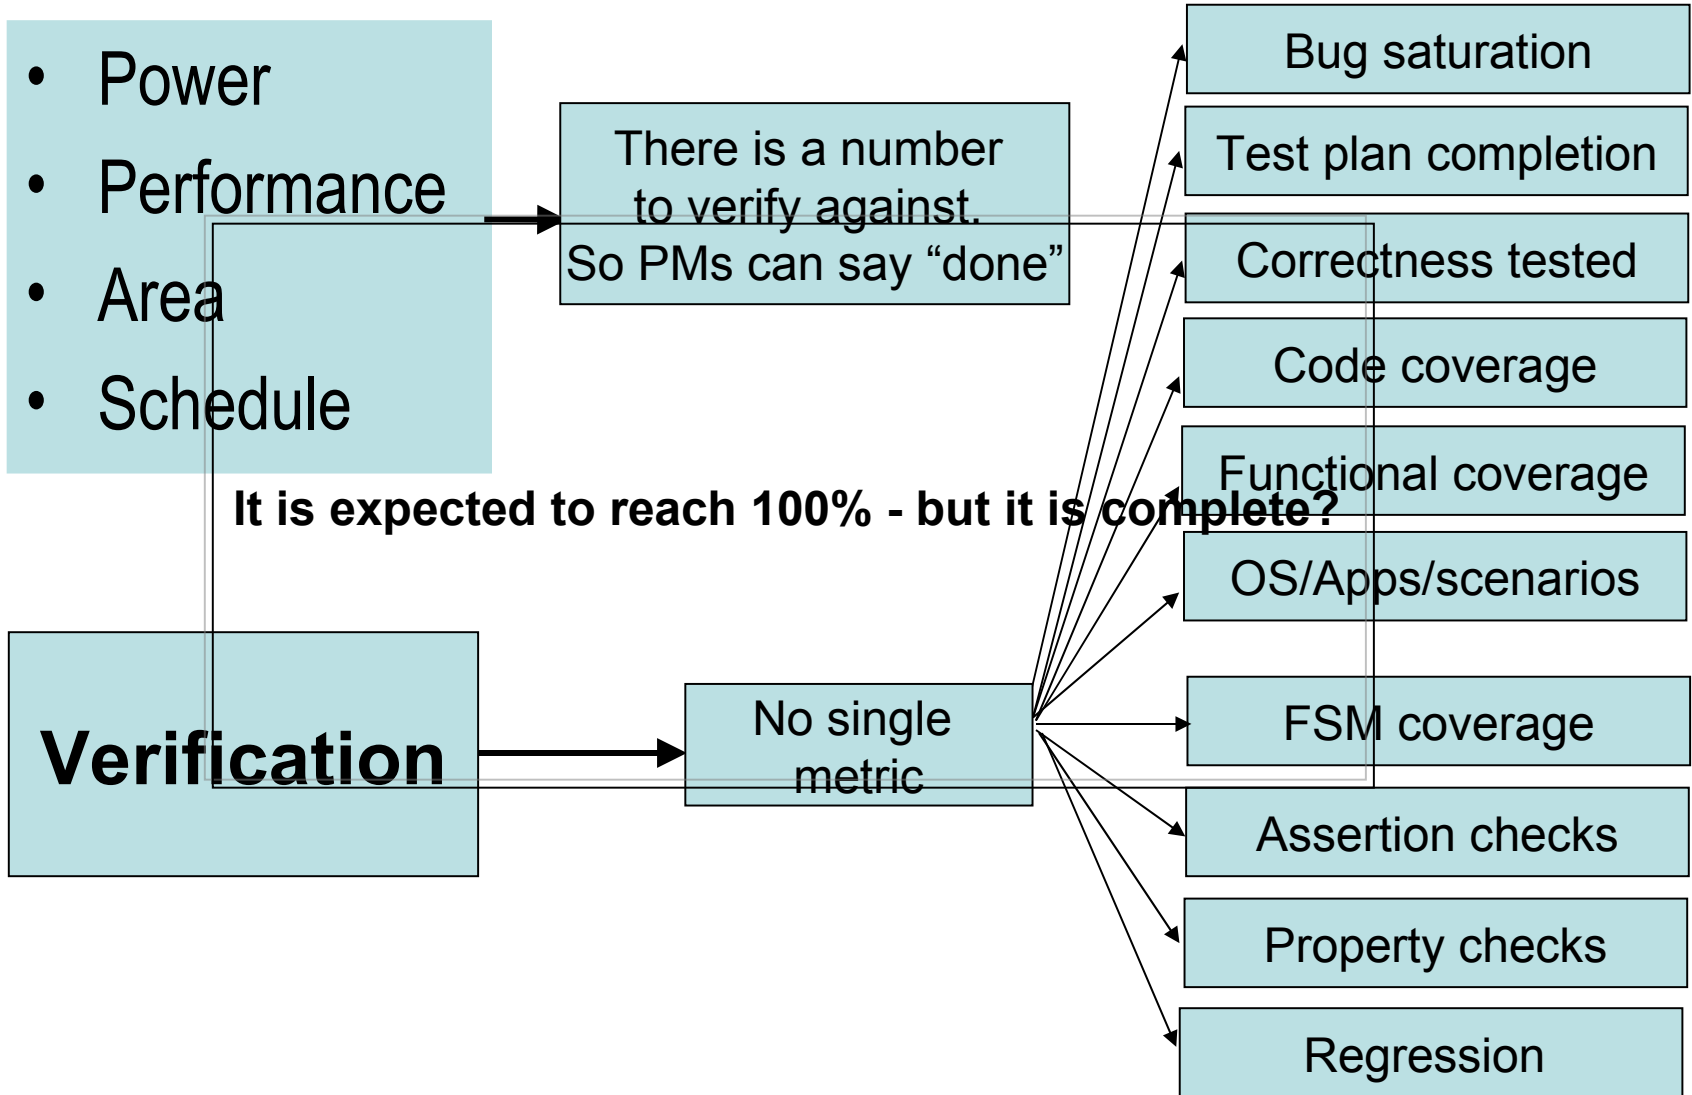 • Power
• Performance
• Area
• Schedule
There is a number
to verify against.
So PMs can say “done”
It is expected to reach 100% - but it is complete?
Verification
No single
metric
Bug saturation
Test plan completion
Correctness tested
Code coverage
Functional coverage
OS/Apps/scenarios
FSM coverage
Assertion checks
Property checks
Regression